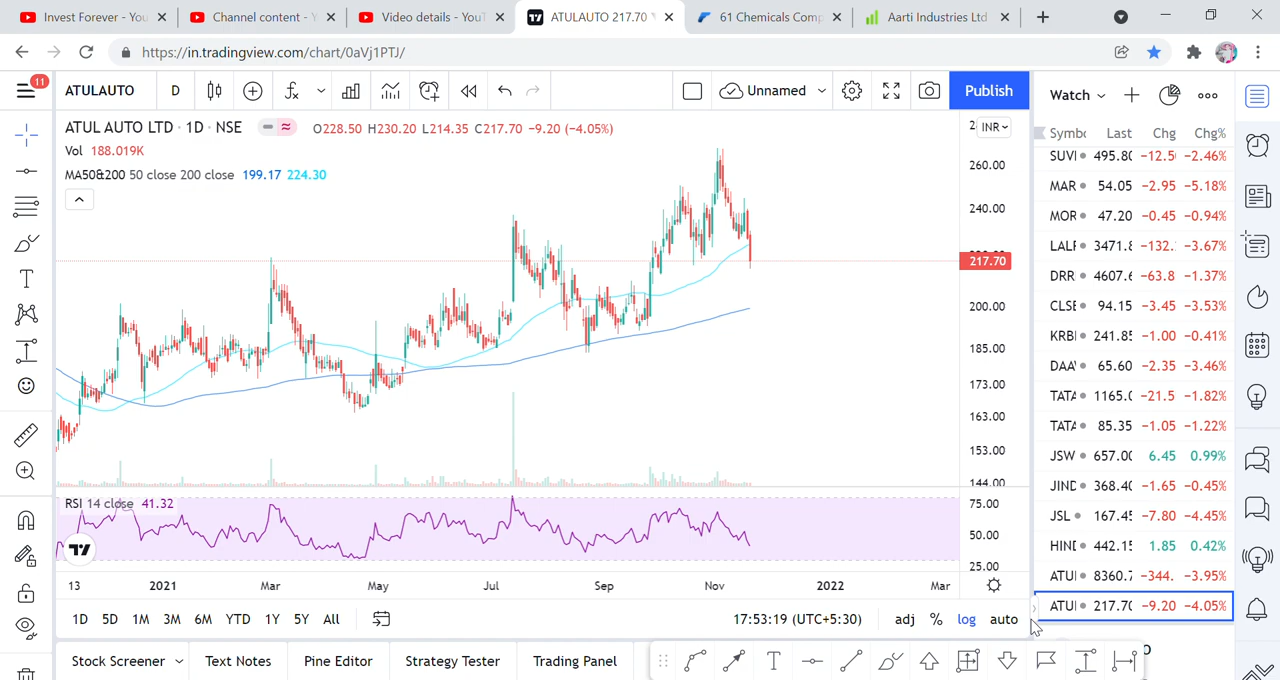 Invest Forever - You
Channel content - Y
Video details - YouT
ATULAUTO 217.70
61 Chemicals Comp
Aarti Industries Ltd
https://in.tradingview.com/chart/0aVj1PTJ/
11
ATULAUTO D Unnamed Publish
Watch
ATUL AUTO LTD · 1D · NSE O228.50 H230.20 L214.35 C217.70 -9.20 (-4.05%)
Vol 188.019K
MA50&200 50 close 200 close 199.17 224.30
INR
260.00
240.00
217.70
200.00
185.00
173.00
163.00
153.00
144.00
RSI 14 close 41.32
75.00
50.00
25.00
13 2021 Mar May Jul Sep Nov 2022 Mar
1D 5D 1M 3M 6M YTD 1Y 5Y All 17:53:19 (UTC+5:30) adj % log auto
Stock Screener Text Notes Pine Editor Strategy Tester Trading Panel
Symbo Last Chg Chg%
SUVI 495.80 -12.5 -2.46%
MAR 54.05 -2.95 -5.18%
MOR 47.20 -0.45 -0.94%
LALF 3471.8 -132. -3.67%
DRR 4607.6 -63.8 -1.37%
CLSE 94.15 -3.45 -3.53%
KRBI 241.85 -1.00 -0.41%
DAA 65.60 -2.35 -3.46%
TATA 1165.0 -21.5 -1.82%
TATA 85.35 -1.05 -1.22%
JSW 657.00 6.45 0.99%
JIND 368.40 -1.65 -0.45%
JSL 167.45 -7.80 -4.45%
HIND 442.15 1.85 0.42%
ATUI 8360.7 -344. -3.95%
ATUI 217.70 -9.20 -4.05%